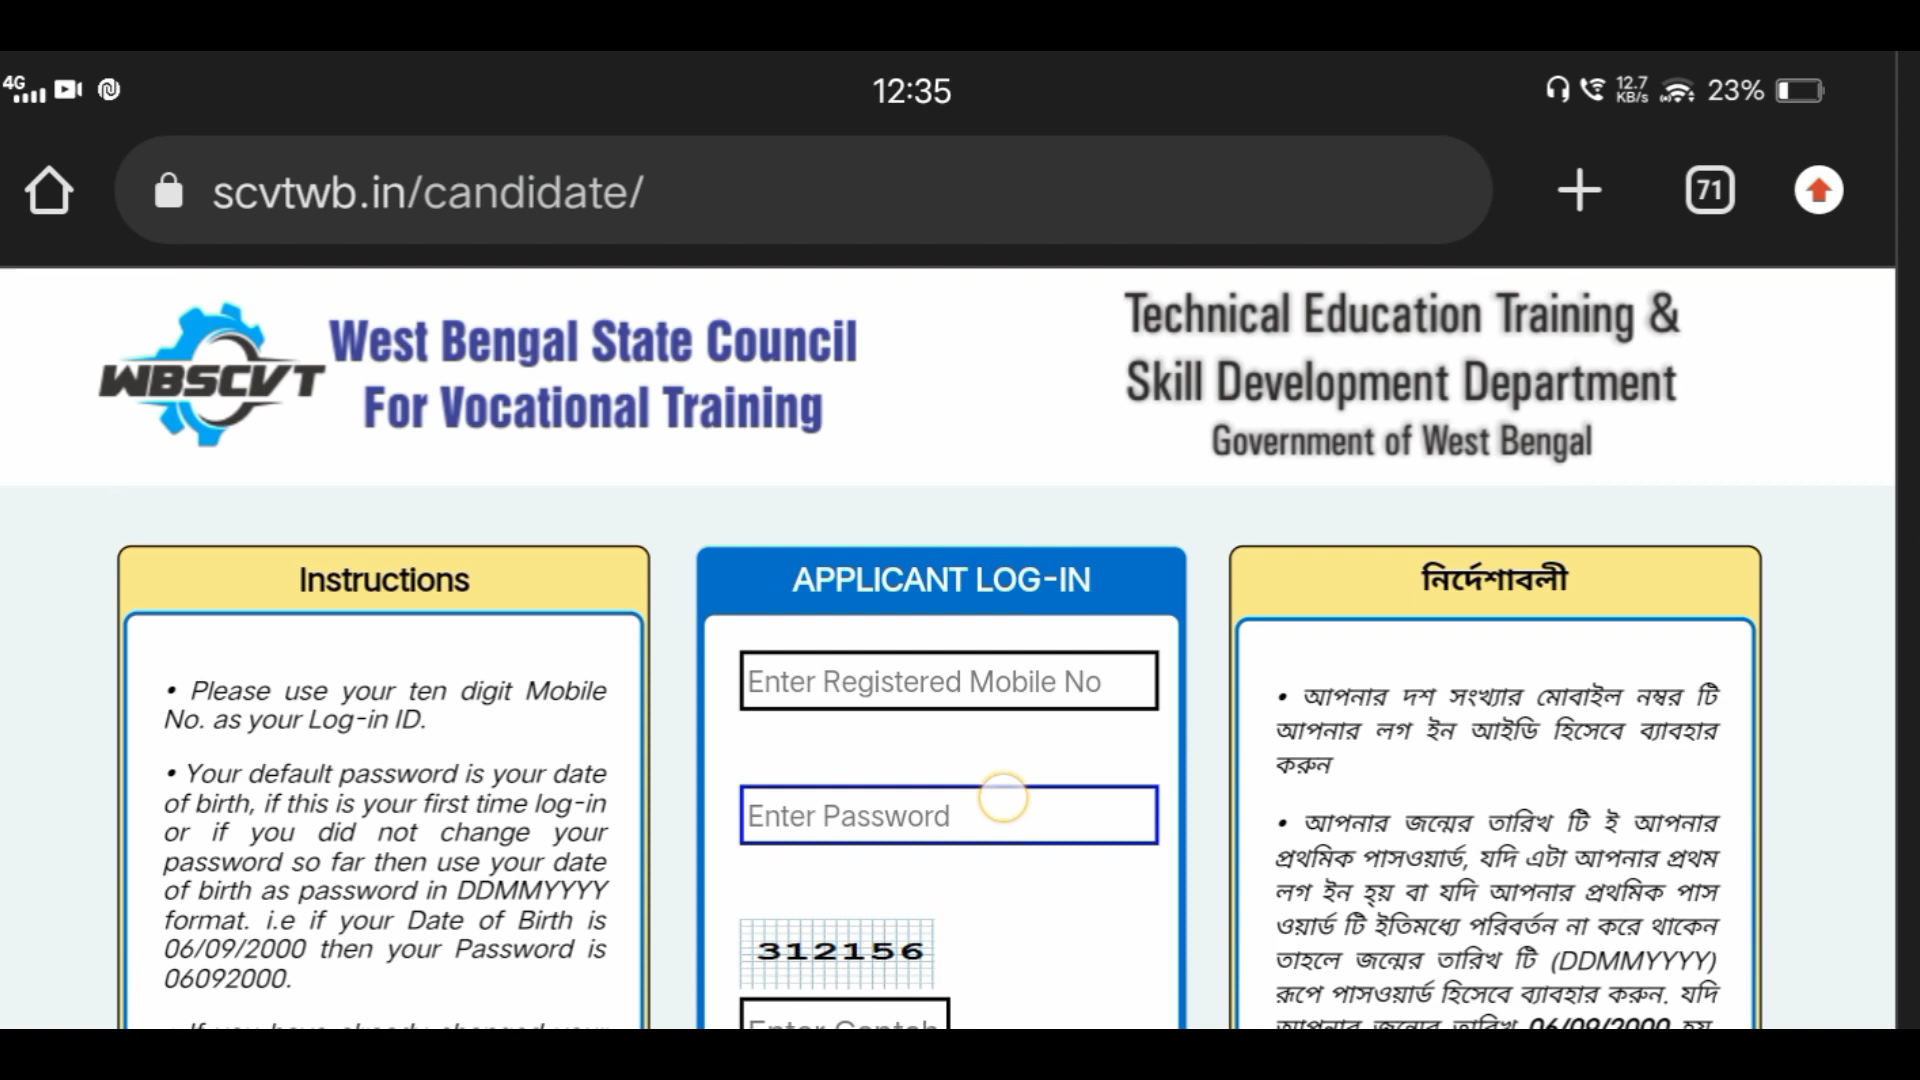 4G
12:35
12.7
KB/s
23%
scvtwb.in/candidate/
71
WBSCVT
West Bengal State Council
For Vocational Training
Technical Education Training &
Skill Development Department
Government of West Bengal
Instructions
• Please use your ten digit Mobile
No. as your Log-in ID.
• Your default password is your date
of birth, if this is your first time log-in
or if you did not change your
password so far then use your date
of birth as password in DDMMYYYY
format. i.e if your Date of Birth is
06/09/2000 then your Password is
06092000.
APPLICANT LOG-IN
Enter Registered Mobile No
Enter Password
312156
নির্দেশাবলী
• আপনার দশ সংখ্যার মোবাইল নম্বর টি
আপনার লগ ইন আইডি হিসেবে ব্যাবহার
করুন
• আপনার জন্মের তারিখ টি ই আপনার
প্রথমিক পাসওয়ার্ড, যদি এটা আপনার প্রথম
লগ ইন হ্য় বা যদি আপনার প্রথমিক পাস
ওয়ার্ড টি ইতিমধ্যে পরিবর্তন না করে থাকেন
তাহলে জন্মের তারিখ টি (DDMMYYYY)
রূপে পাসওয়ার্ড হিসেবে ব্যাবহার করুন. যদি
আপনার জন্মের তারিখ 06/09/2000 হয়.